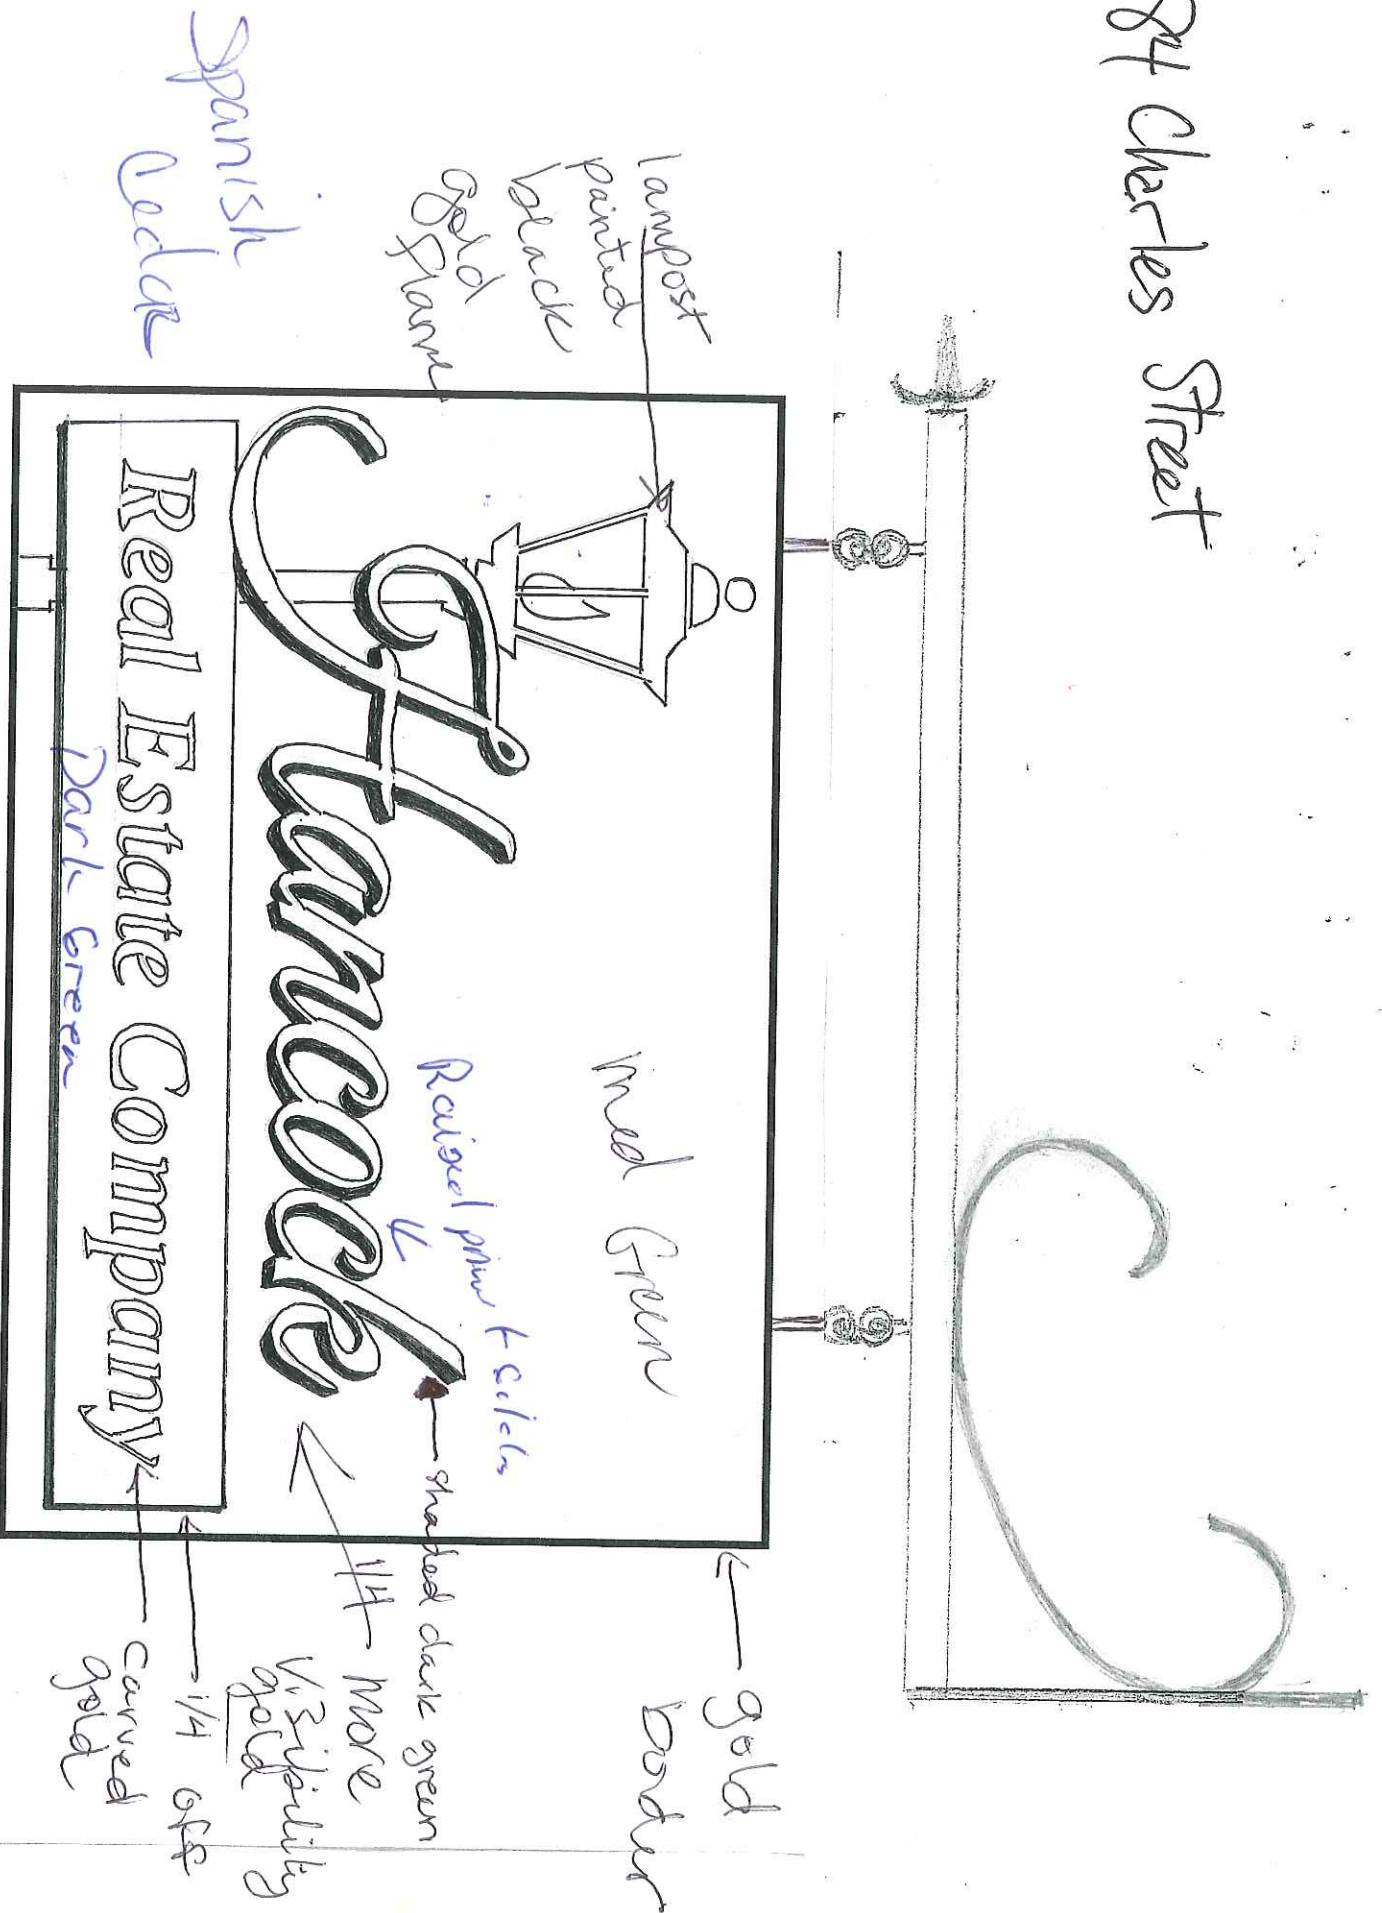 84 Charles Street
lampost
painted
black
gold
flame
Spanish
Cedar
med Green
Raised
Hancock
Real Estate Company
Dark Green
gold
border
shaded dark green
1/4 more
Visibility
gold
1/4 off
carved
gold